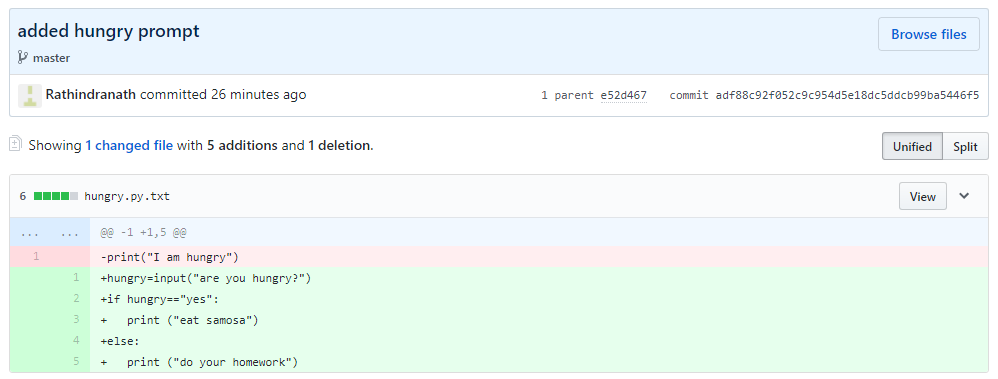 added hungry prompt
Browse files
master
Rathindranath committed 26 minutes ago
1 parent e52d467 commit adf88c92f052c9c954d5e18dc5ddcb99ba5446f5
Showing 1 changed file with 5 additions and 1 deletion.
Unified Split
6 hungry.py.txt
View
... ... @@ -1 +1,5 @@
1 -print("I am hungry")
1 +hungry=input("are you hungry?")
2 +if hungry=="yes":
3 +   print ("eat samosa")
4 +else:
5 +   print ("do your homework")